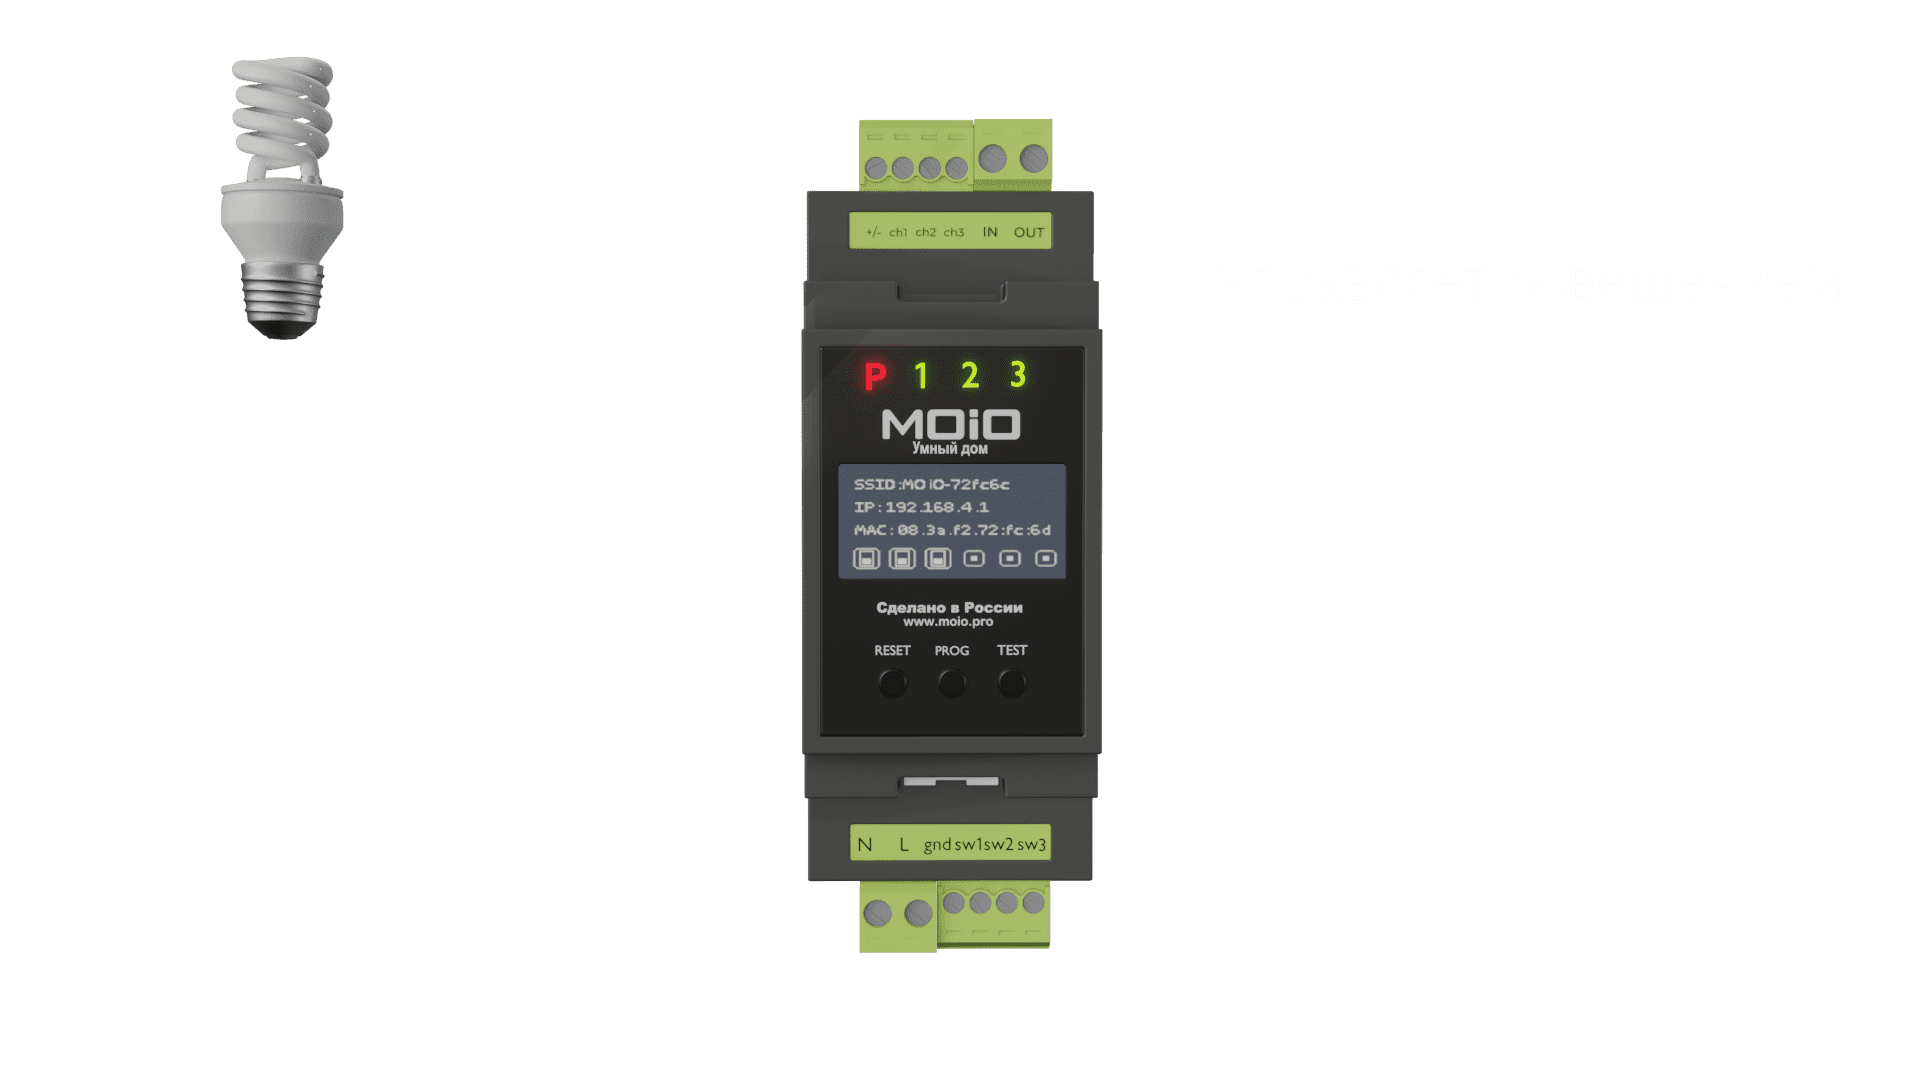 +/- ch1 ch2 ch3 IN OUT
P 1 2 3
MOiO
Умный дом
SSID:MOiO-72fc6c
IP:192.168.4.1
MAC:08.3a.f2.72:fc:6d
Сделано в России
www.moio.pro
RESET PROG TEST
N L gnd sw1 sw2 sw3